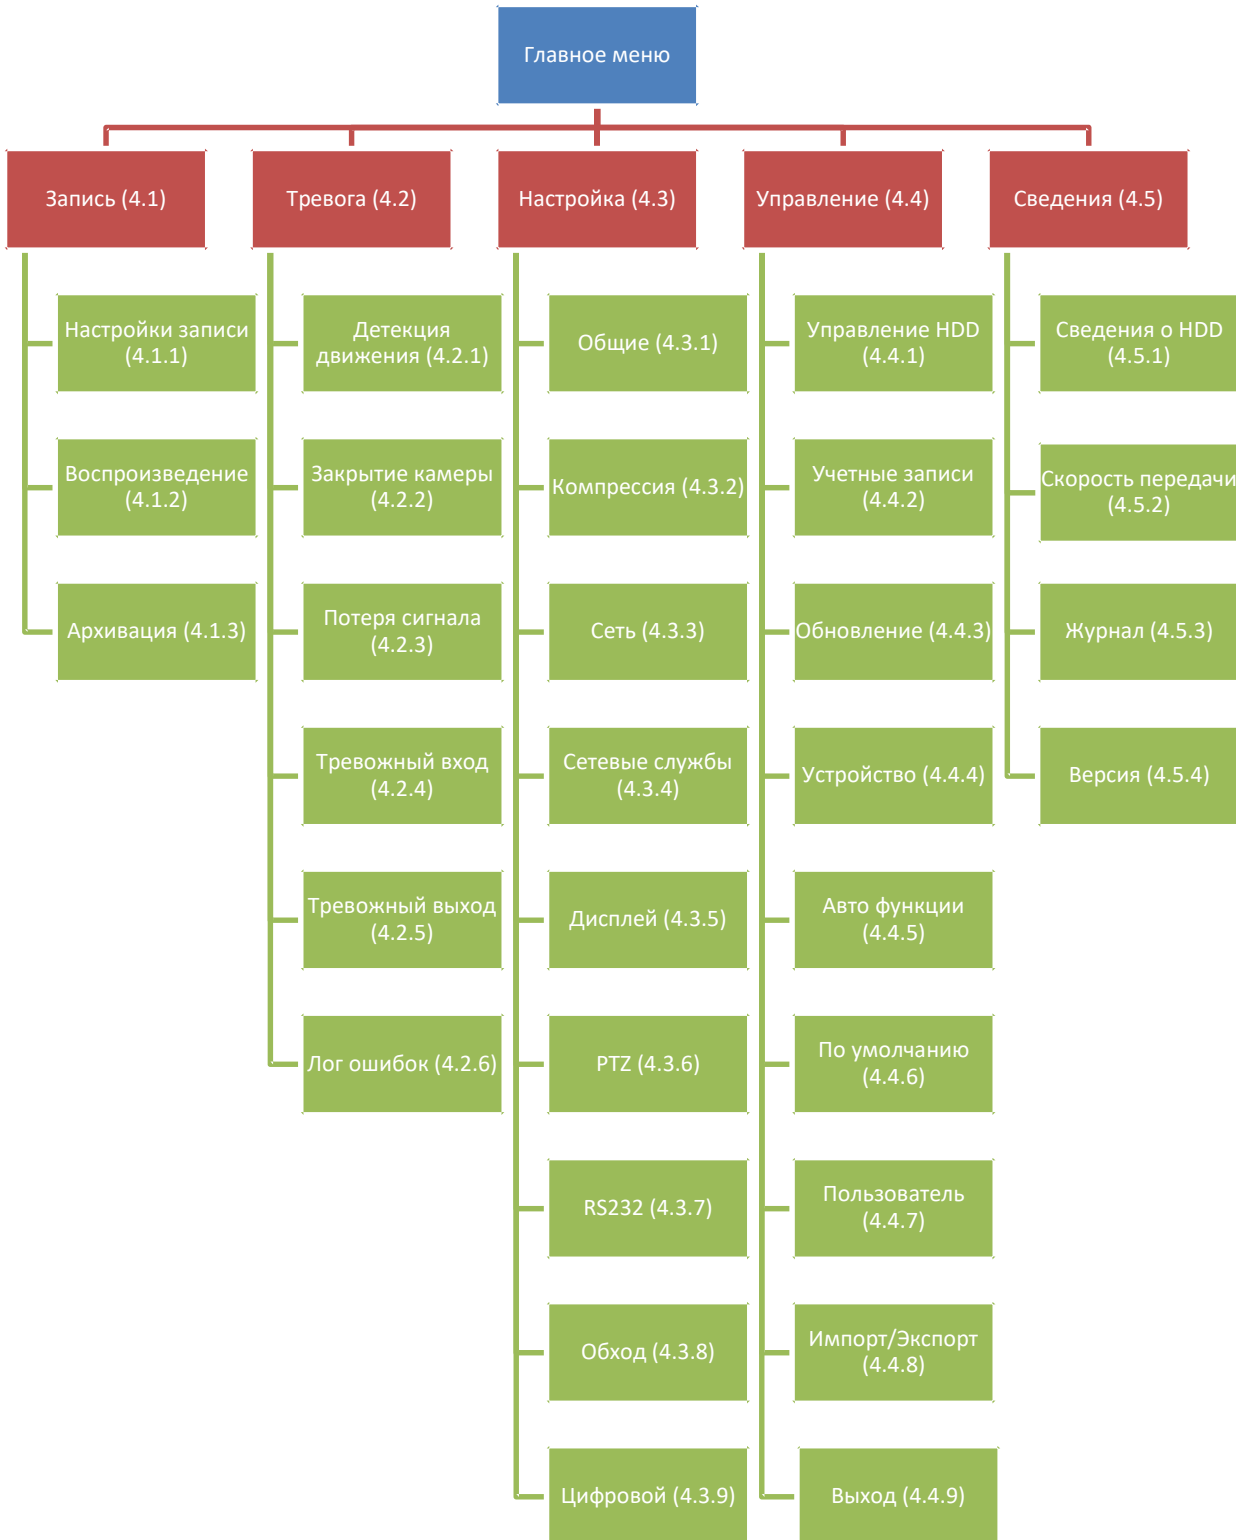 Главное меню
Запись (4.1)
Тревога (4.2)
Настройка (4.3)
Управление (4.4)
Сведения (4.5)
Настройки записи
(4.1.1)
Воспроизведение
(4.1.2)
Архивация (4.1.3)
Детекция
движения (4.2.1)
Закрытие камеры
(4.2.2)
Потеря сигнала
(4.2.3)
Тревожный вход
(4.2.4)
Тревожный выход
(4.2.5)
Лог ошибок (4.2.6)
Общие (4.3.1)
Компрессия (4.3.2)
Сеть (4.3.3)
Сетевые службы
(4.3.4)
Дисплей (4.3.5)
PTZ (4.3.6)
RS232 (4.3.7)
Обход (4.3.8)
Цифровой (4.3.9)
Управление HDD
(4.4.1)
Учетные записи
(4.4.2)
Обновление (4.4.3)
Устройство (4.4.4)
Авто функции
(4.4.5)
По умолчанию
(4.4.6)
Пользователь
(4.4.7)
Импорт/Экспорт
(4.4.8)
Выход (4.4.9)
Сведения о HDD
(4.5.1)
Скорость передачи
(4.5.2)
Журнал (4.5.3)
Версия (4.5.4)